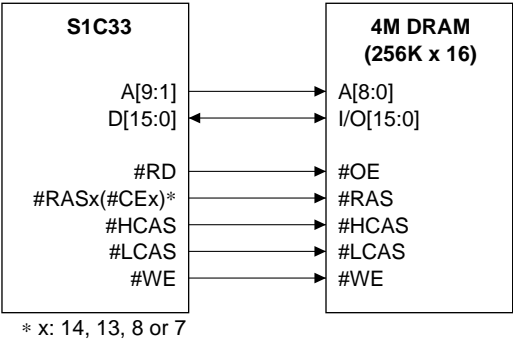 S1C33 4M DRAM
(256K x 16)
A[9:1] A[8:0]
D[15:0] I/O[15:0]
#RD #OE
#RASx(#CEx)* #RAS
#HCAS #HCAS
#LCAS #LCAS
#WE #WE
* x: 14, 13, 8 or 7